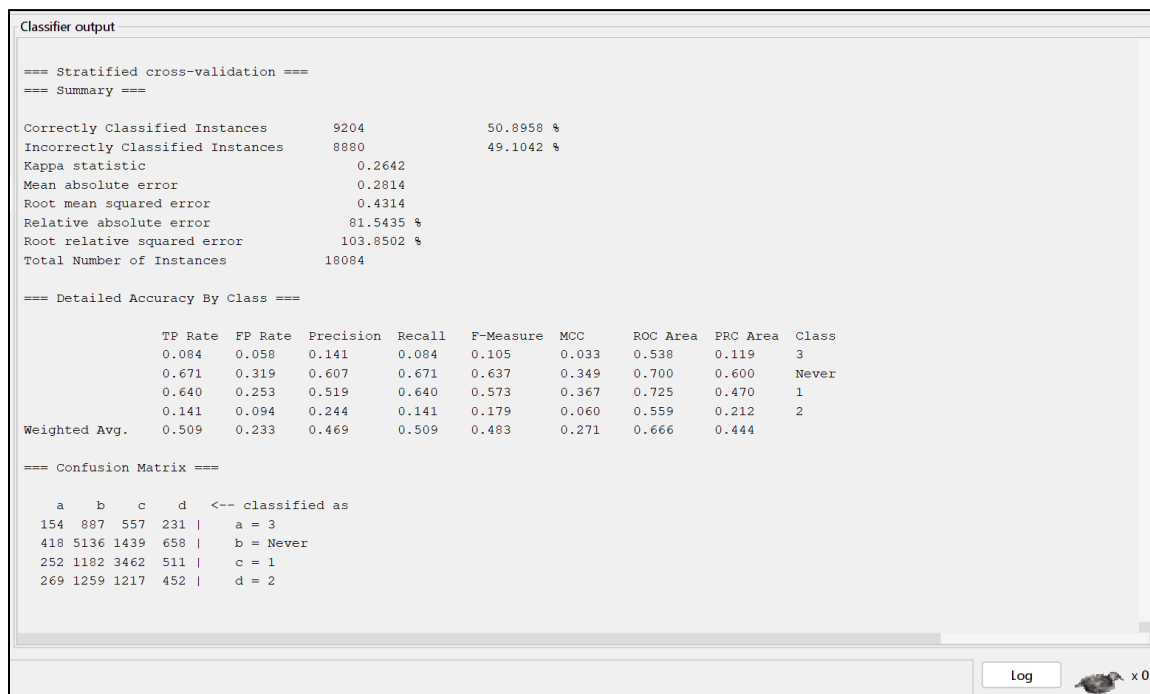 Classifier output
=== Stratified cross-validation ===
=== Summary ===
Correctly Classified Instances 9204 50.8958 %
Incorrectly Classified Instances 8880 49.1042 %
Kappa statistic 0.2642
Mean absolute error 0.2814
Root mean squared error 0.4314
Relative absolute error 81.5435 %
Root relative squared error 103.8502 %
Total Number of Instances 18084
=== Detailed Accuracy By Class ===
TP Rate FP Rate Precision Recall F-Measure MCC ROC Area PRC Area Class
0.084 0.058 0.141 0.084 0.105 0.033 0.538 0.119 3
0.671 0.319 0.607 0.671 0.637 0.349 0.700 0.600 Never
0.640 0.253 0.519 0.640 0.573 0.367 0.725 0.470 1
0.141 0.094 0.244 0.141 0.179 0.060 0.559 0.212 2
Weighted Avg. 0.509 0.233 0.469 0.509 0.483 0.271 0.666 0.444
=== Confusion Matrix ===
a b c d <-- classified as
154 887 557 231 | a = 3
418 5136 1439 658 | b = Never
252 1182 3462 511 | c = 1
269 1259 1217 452 | d = 2
Log x 0